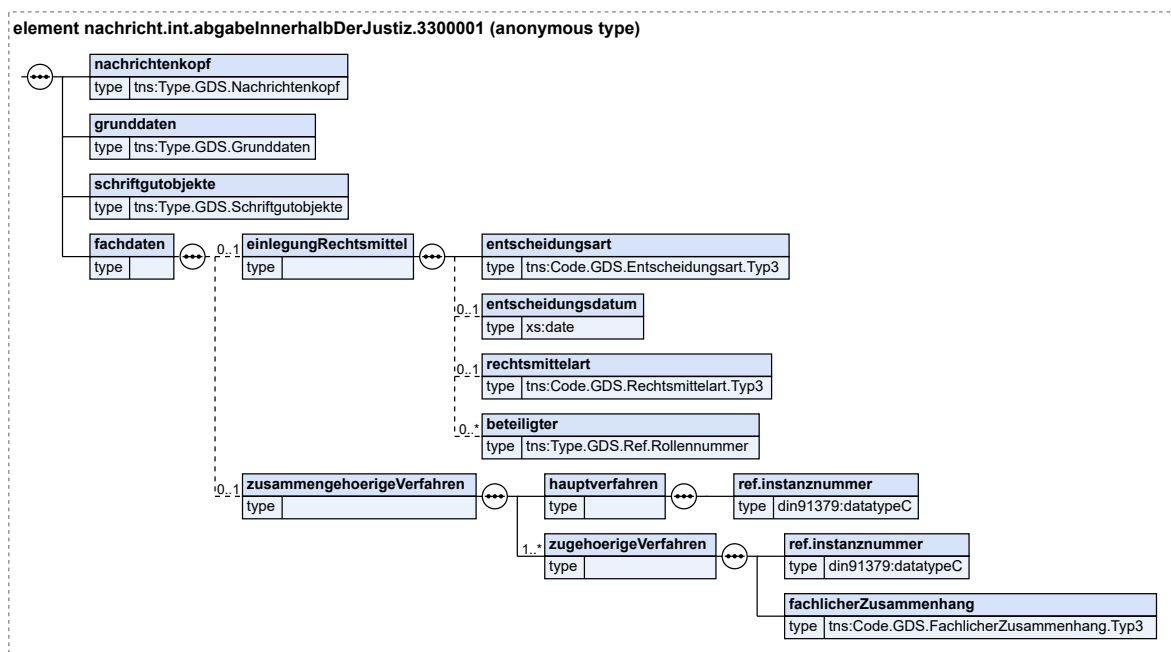 element nachricht.int.abgabeInnerhalbDerJustiz.3300001 (anonymous type)
nachrichtenkopf
type tns:Type.GDS.Nachrichtenkopf
grunddaten
type tns:Type.GDS.Grunddaten
schriftgutobjekte
type tns:Type.GDS.Schriftgutobjekte
fachdaten
type
0..1
einlegungRechtsmittel
type
entscheidungsart
type tns:Code.GDS.Entscheidungsart.Typ3
0..1
entscheidungsdatum
type xs:date
0..1
rechtsmittelart
type tns:Code.GDS.Rechtsmittelart.Typ3
0..*
beteiligter
type tns:Type.GDS.Ref.Rollennummer
0..1
zusammengehoerigeVerfahren
type
hauptverfahren
type
ref.instanznummer
type din91379:datatypeC
1..*
zugehoerigeVerfahren
type
ref.instanznummer
type din91379:datatypeC
fachlicherZusammenhang
type tns:Code.GDS.FachlicherZusammenhang.Typ3